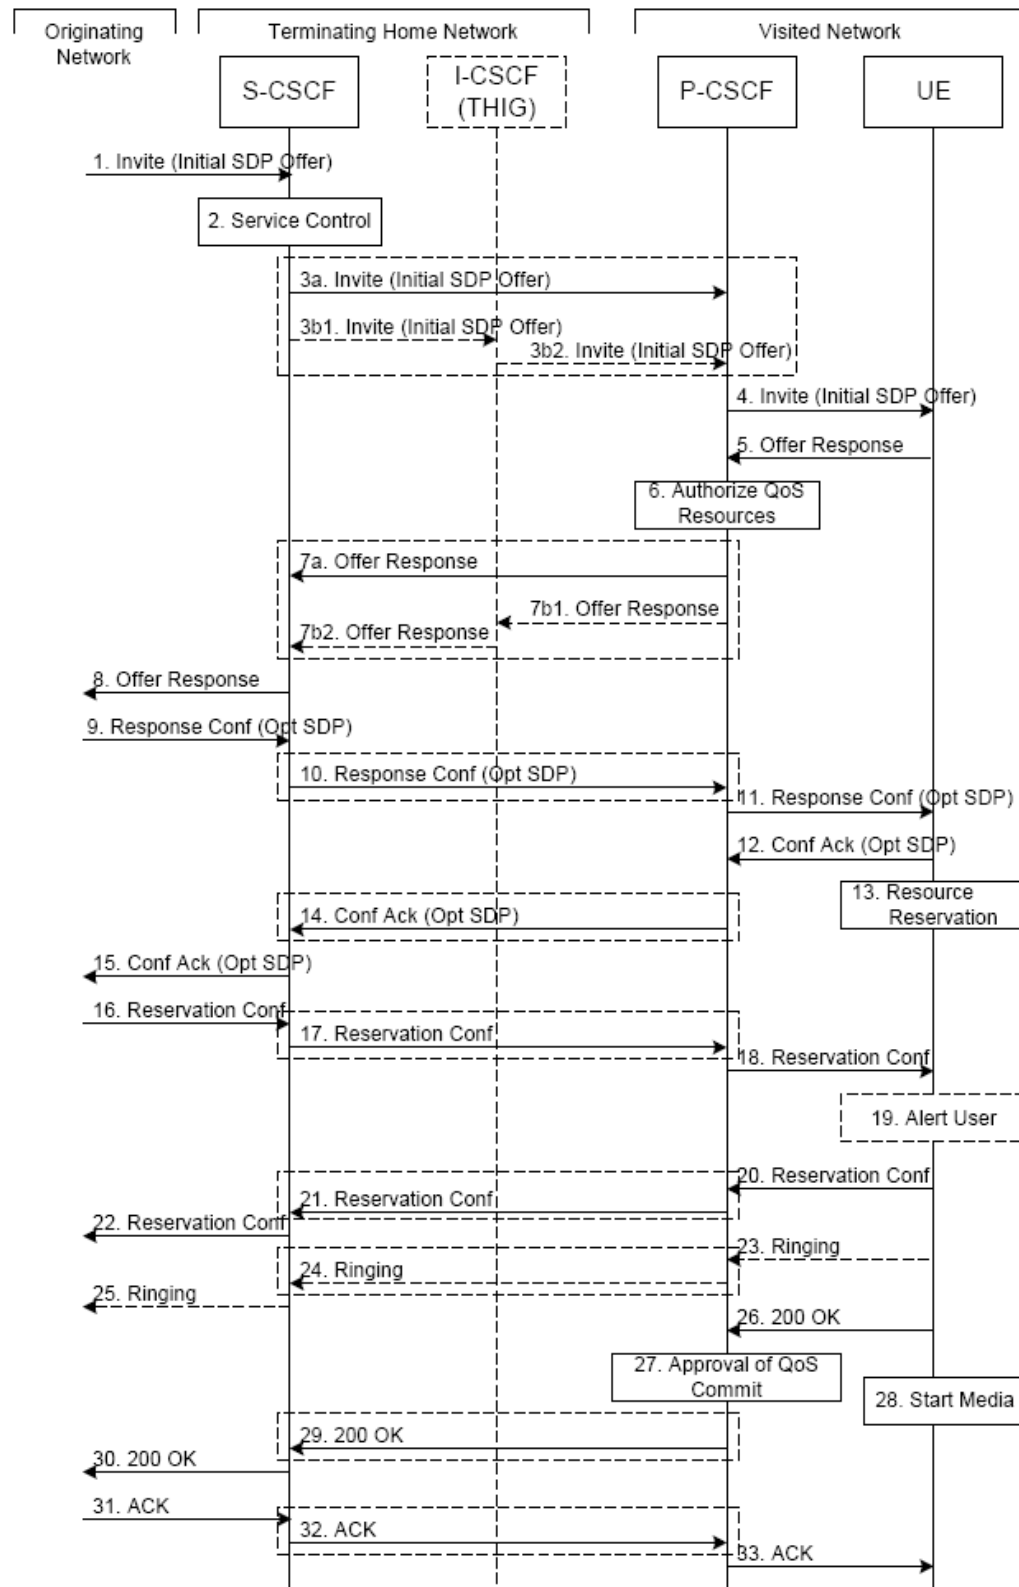 Originating
Network
Terminating Home Network
Visited Network
S-CSCF
I-CSCF
(THIG)
P-CSCF
UE
1. Invite (Initial SDP Offer)
2. Service Control
3a. Invite (Initial SDP Offer)
3b1. Invite (Initial SDP Offer)
3b2. Invite (Initial SDP Offer)
4. Invite (Initial SDP Offer)
5. Offer Response
6. Authorize QoS
Resources
7a. Offer Response
7b1. Offer Response
7b2. Offer Response
8. Offer Response
9. Response Conf (Opt SDP)
10. Response Conf (Opt SDP)
11. Response Conf (Opt SDP)
12. Conf Ack (Opt SDP)
13. Resource
Reservation
14. Conf Ack (Opt SDP)
15. Conf Ack (Opt SDP)
16. Reservation Conf
17. Reservation Conf
18. Reservation Conf
19. Alert User
20. Reservation Conf
21. Reservation Conf
22. Reservation Conf
23. Ringing
24. Ringing
25. Ringing
26. 200 OK
27. Approval of QoS
Commit
28. Start Media
29. 200 OK
30. 200 OK
31. ACK
32. ACK
33. ACK